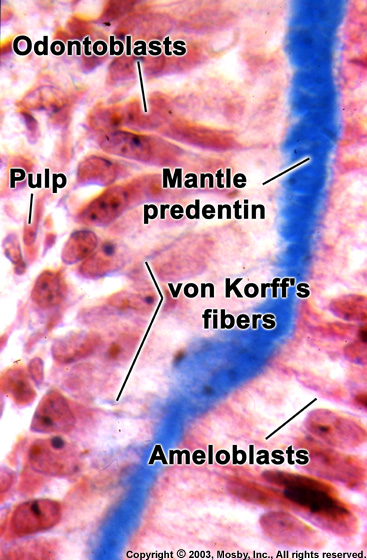 Odontoblasts
Pulp
Mantle
predentin
von Korff's
fibers
Ameloblasts
Copyright © 2003, Mosby, Inc., All rights reserved.